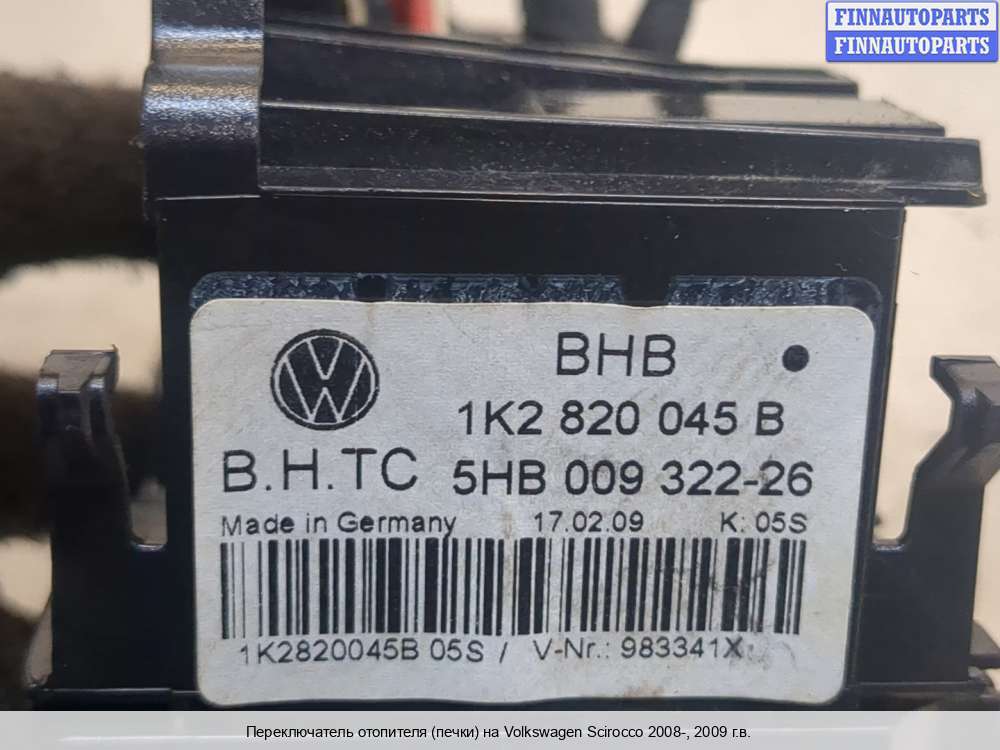 FINNAUTOPARTS
FINNAUTOPARTS
BHB
1K2 820 045 B
B.H.TC 5HB 009 322-26
Made in Germany 17.02.09 K: 05S
1K2820045B 05S / V-Nr.: 983341X
Переключатель отопителя (печки) на Volkswagen Scirocco 2008-, 2009 г.в.